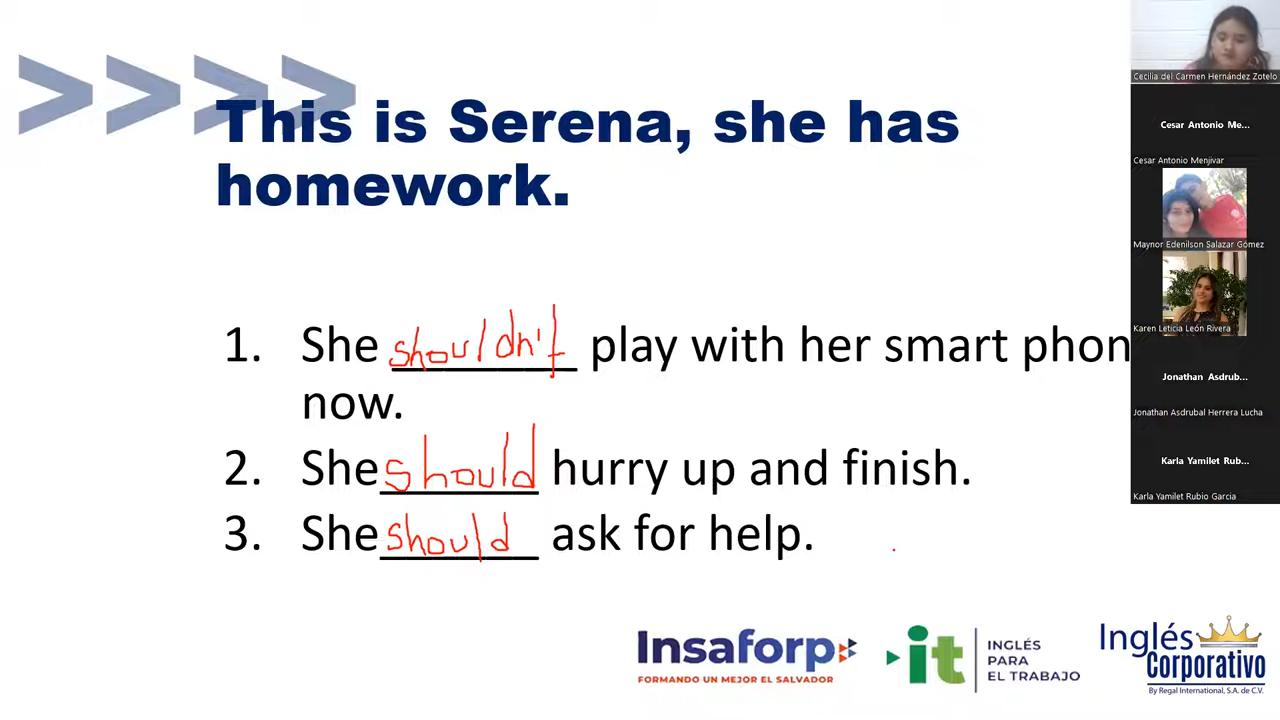 >>>>
This is Serena, she has
homework.
1. She shouldn't play with her smart phon
now.
2. She should hurry up and finish.
3. She should ask for help.
Cecilia del Carmen Hernández Zotelo
Cesar Antonio Me...
Cesar Antonio Menjivar
Maynor Edenilson Salazar Gómez
Karen Leticia León Rivera
Jonathan Asdrub...
Jonathan Asdrubal Herrera Lucha
Karla Yamilet Rub...
Karla Yamilet Rubio Garcia
Insaforp
FORMANDO UN MEJOR EL SALVADOR
it
INGLÉS
PARA
EL TRABAJO
Inglés
Corporativo
By Regal International, S.A. de C.V.